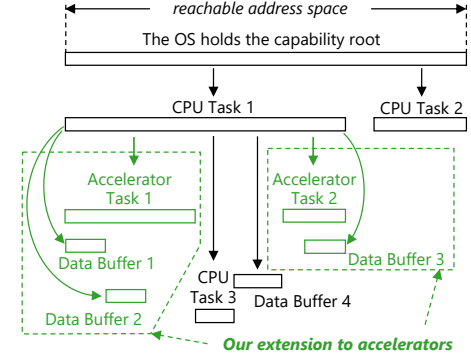 reachable address space
The OS holds the capability root
CPU Task 1
CPU Task 2
Accelerator
Task 1
Accelerator
Task 2
Data Buffer 1
Data Buffer 3
CPU
Task 3
Data Buffer 4
Data Buffer 2
Our extension to accelerators